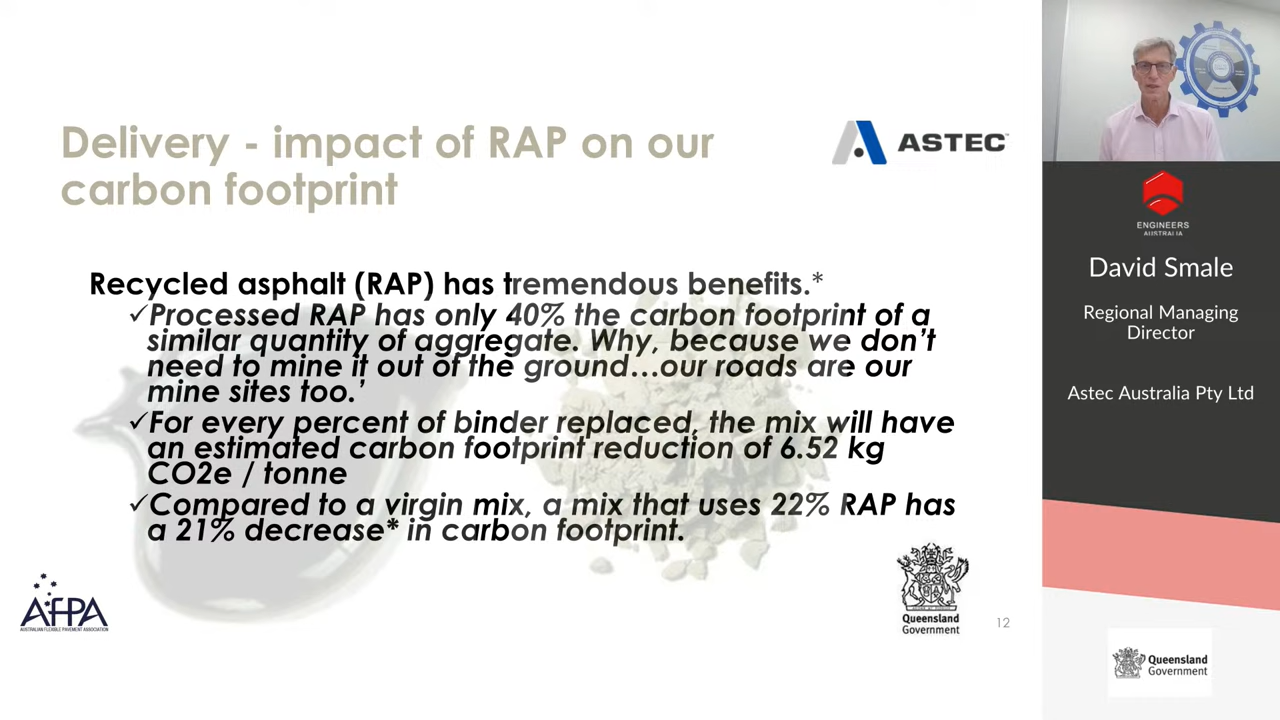 Delivery - impact of RAP on our
carbon footprint
ASTEC
Recycled asphalt (RAP) has tremendous benefits.*
✓Processed RAP has only 40% the carbon footprint of a
similar quantity of aggregate. Why, because we don't
need to mine it out of the ground…our roads are our
mine sites too.'
✓For every percent of binder replaced, the mix will have
an estimated carbon footprint reduction of 6.52 kg
CO2e / tonne
✓Compared to a virgin mix, a mix that uses 22% RAP has
a 21% decrease* in carbon footprint.
AfPA
AUSTRALIAN FLEXIBLE PAVEMENT ASSOCIATION
Queensland
Government
12
ENGINEERS
AUSTRALIA
David Smale
Regional Managing
Director
Astec Australia Pty Ltd
Queensland
Government